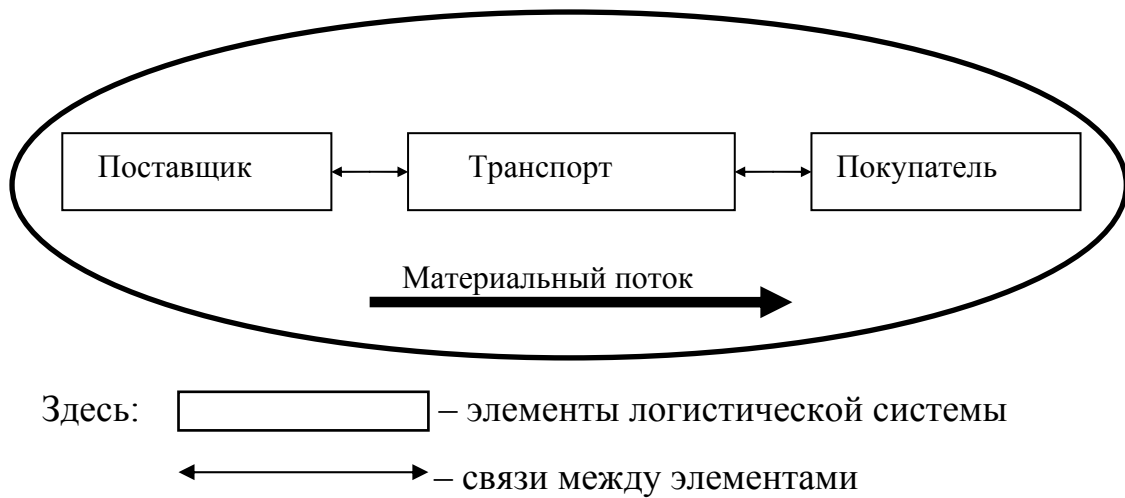 Поставщик Транспорт Покупатель
Материальный поток
Здесь: – элементы логистической системы
– связи между элементами